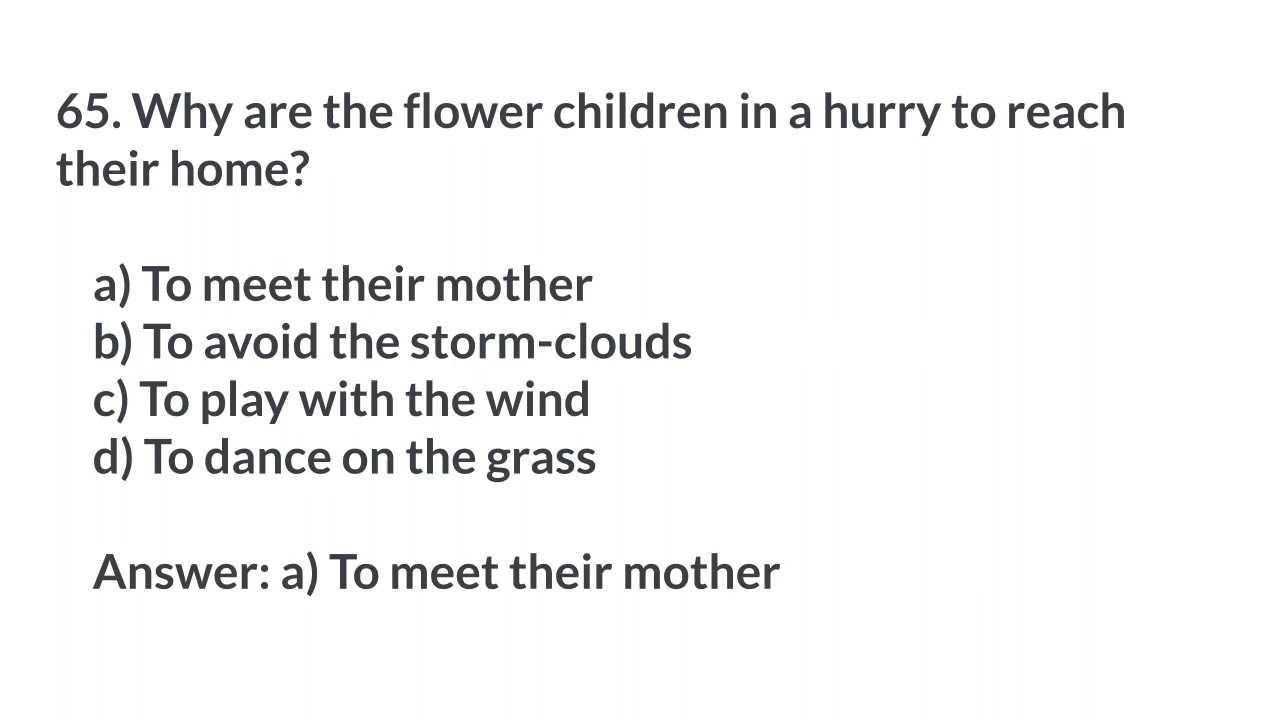 65. Why are the flower children in a hurry to reach
their home?
a) To meet their mother
b) To avoid the storm-clouds
c) To play with the wind
d) To dance on the grass
Answer: a) To meet their mother